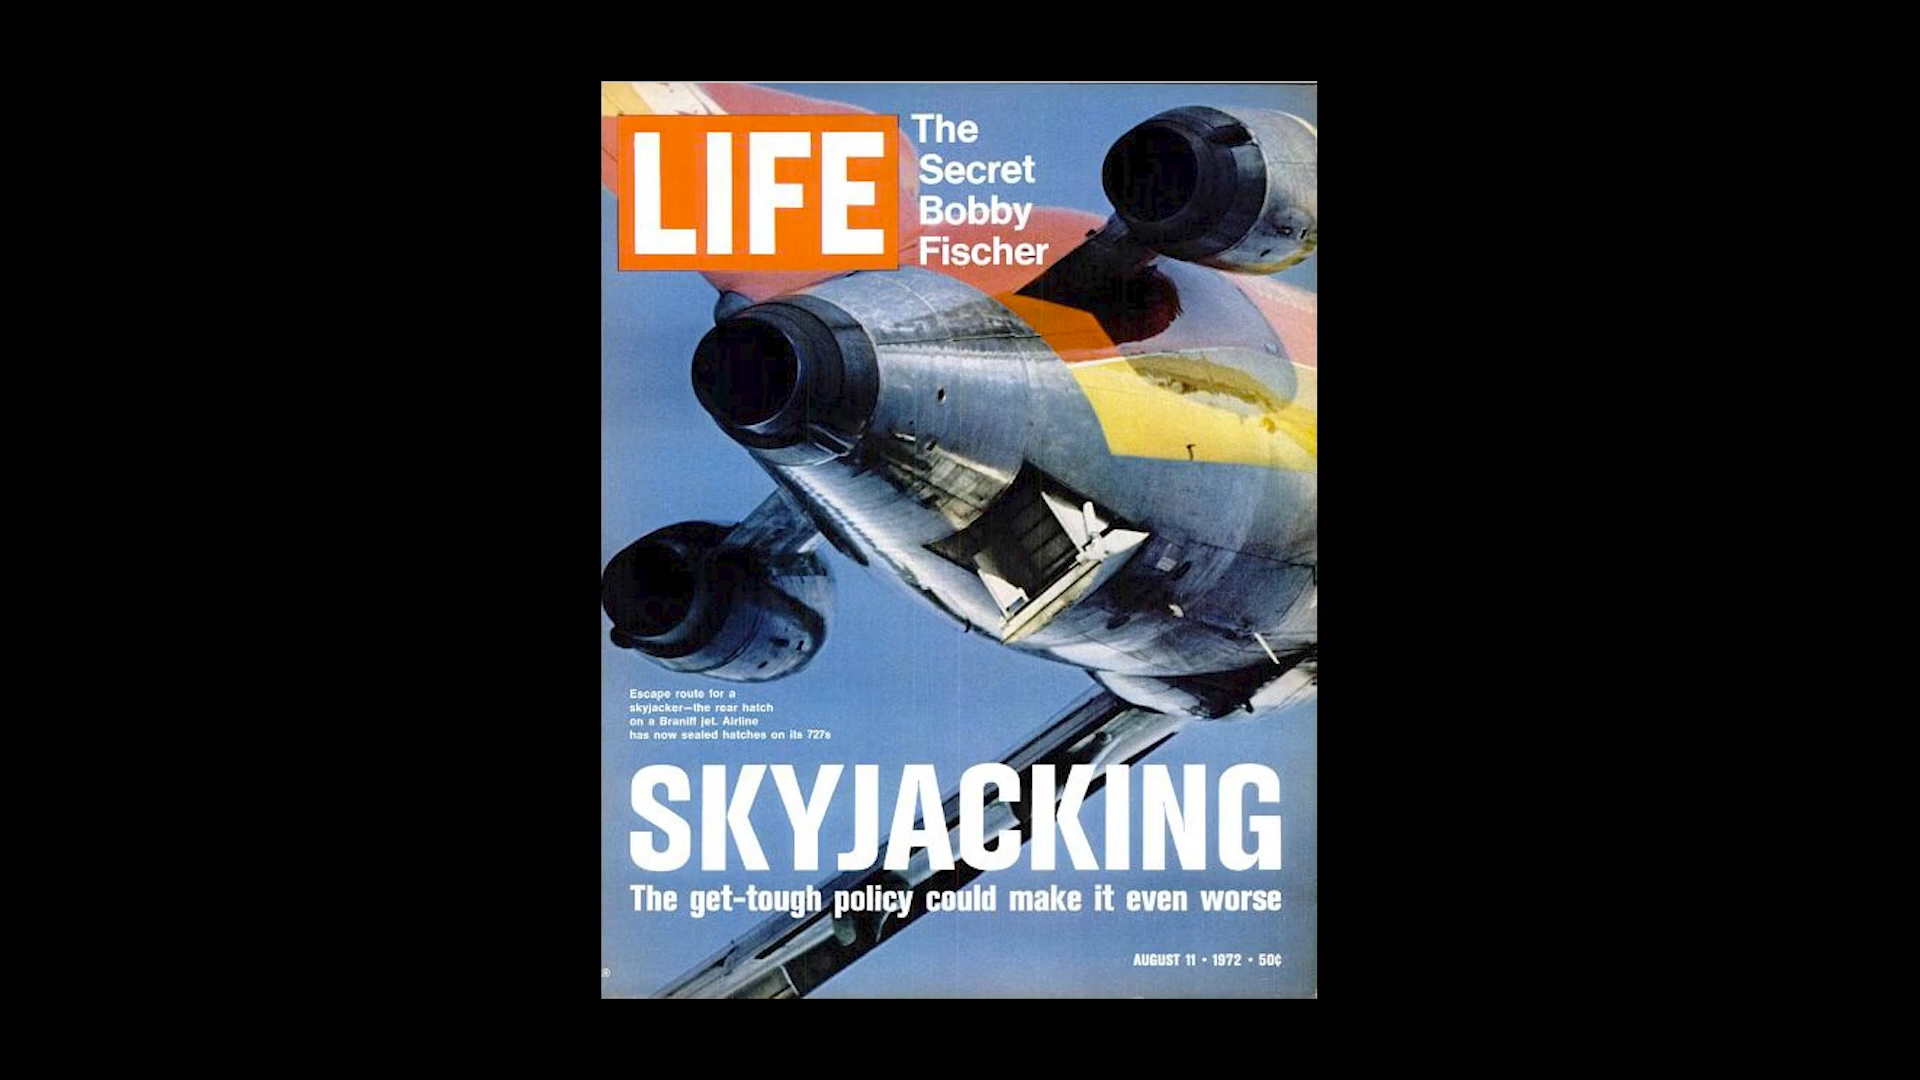 LIFE
The
Secret
Bobby
Fischer
Escape route for a
skyjacker—the rear hatch
on a Braniff jet. Airline
has now sealed hatches on its 727s
SKYJACKING
The get-tough policy could make it even worse
AUGUST 11 • 1972 • 50¢
®